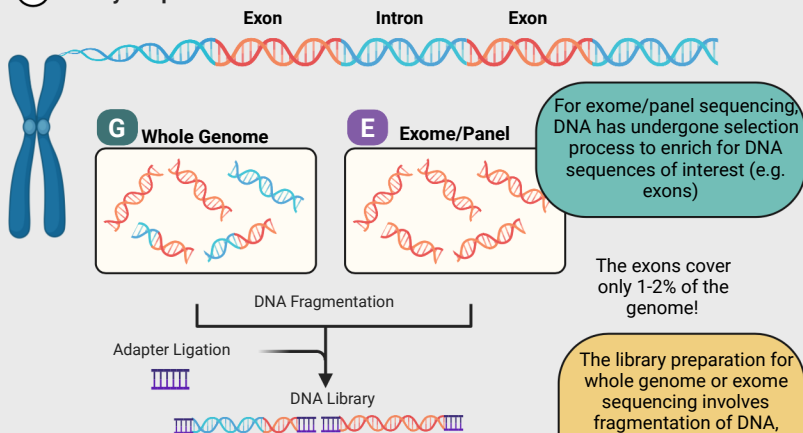 Exon Intron Exon
G Whole Genome
E Exome/Panel
For exome/panel sequencing,
DNA has undergone selection
process to enrich for DNA
sequences of interest (e.g.
exons)
The exons cover
only 1-2% of the
genome!
DNA Fragmentation
Adapter Ligation
DNA Library
The library preparation for
whole genome or exome
sequencing involves
fragmentation of DNA,